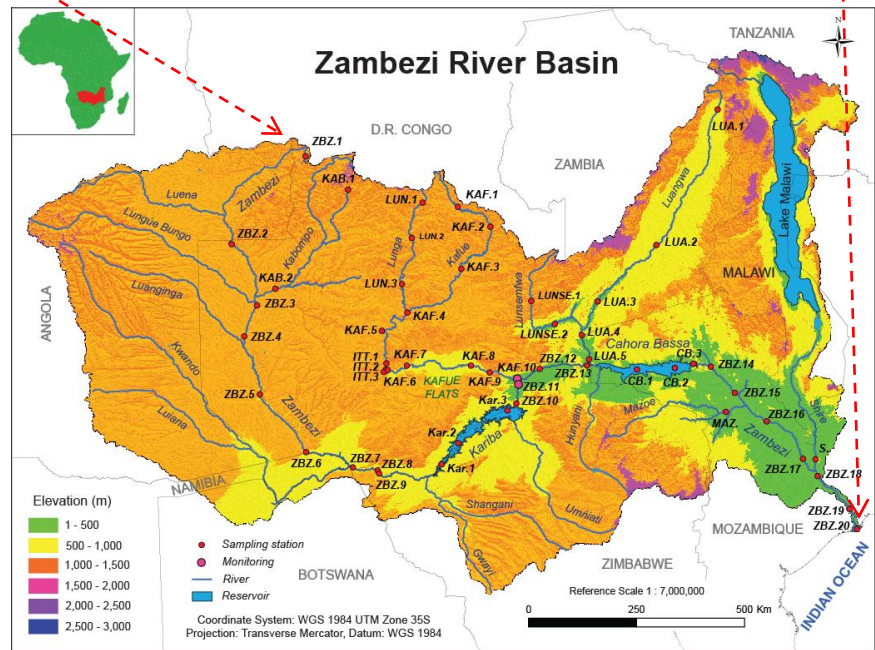 Zambezi River Basin
TANZANIA
N
D.R. CONGO
ZAMBIA
ANGOLA
MALAWI
NAMIBIA
BOTSWANA
ZIMBABWE
MOZAMBIQUE
INDIAN OCEAN
Lake Malawi
ZBZ.1
KAB.1
LUN.1
KAF.1
LUA.1
Luena
Zambezi
Lungue Bungo
ZBZ.2
Kabompo
LUN.2
Lunga
Kafue
KAF.2
KAF.3
Luangwa
LUA.2
Luanginga
KAB.2
ZBZ.3
LUN.3
KAF.4
Lunsemfwa
LUNSE.1
LUA.3
Kwando
ZBZ.4
KAF.5
LUNSE.2
LUA.4
Cahora Bassa
ITT.1
ITT.2
ITT.3
KAF.7
KAF.6
KAF.8
KAF.9
KAF.10
ZBZ.12
LUA.5
ZBZ.13
CB.3
CB.1
CB.2
ZBZ.14
KAFUE
FLATS
ZBZ.11
ZBZ.10
Luiana
ZBZ.5
Zambezi
Kar.3
Mazoe
ZBZ.15
MAZ.
ZBZ.16
Shire
Kar.2
Kariba
Hunyani
Zambezi
ZBZ.6
ZBZ.7
ZBZ.8
ZBZ.9
Kar.1
ZBZ.17
S..
ZBZ.18
Shangani
Umniati
Gwayi
ZBZ.19
ZBZ.20
Elevation (m)
1 - 500
500 - 1,000
1,000 - 1,500
1,500 - 2,000
2,000 - 2,500
2,500 - 3,000
Sampling station
Monitoring
River
Reservoir
Coordinate System: WGS 1984 UTM Zone 35S
Projection: Transverse Mercator, Datum: WGS 1984
Reference Scale 1 : 7,000,000
0 250 500 Km